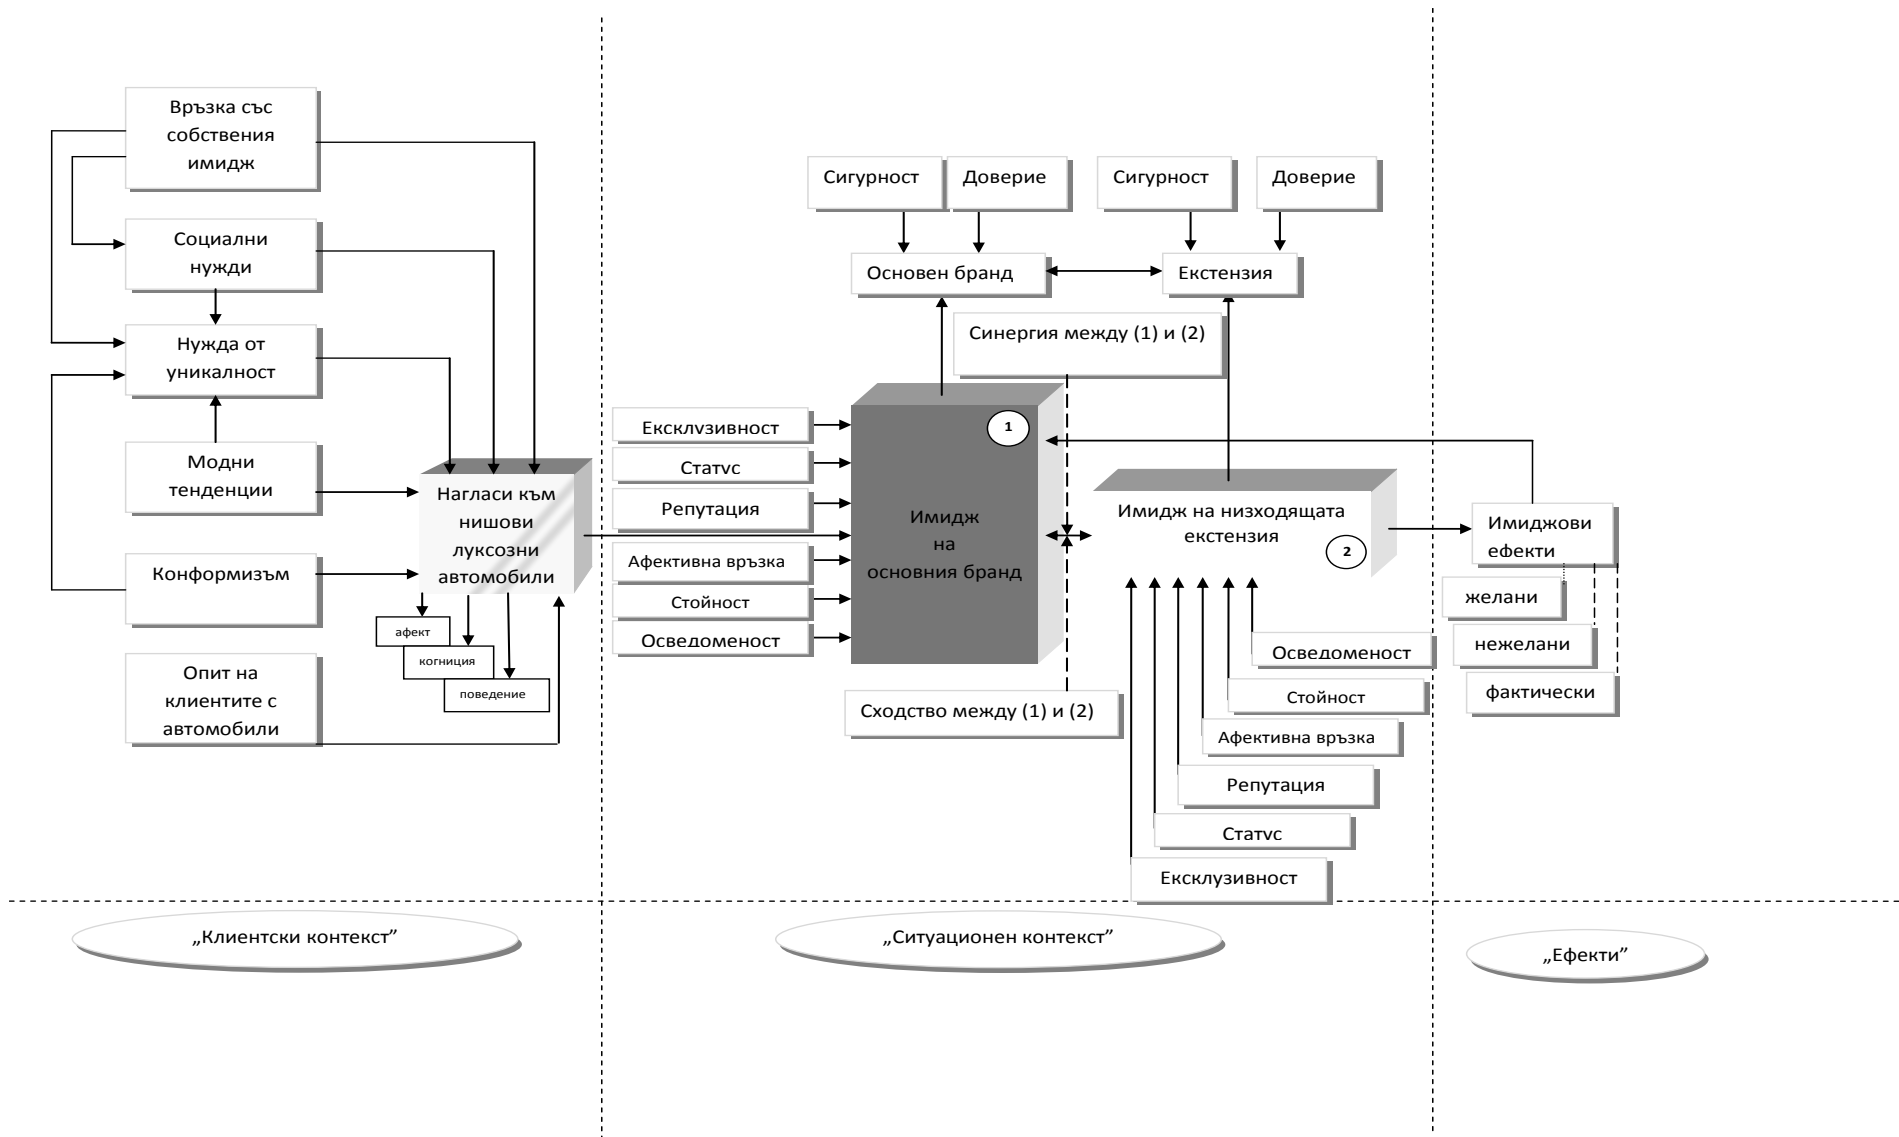 Връзка със
собствения
имидж
Социални
нужди
Нужда от
уникалност
Модни
тенденции
Конформизъм
Опит на
клиентите с
автомобили
Нагласи към
нишови
луксозни
автомобили
афект
когниция
поведение
Сигурност
Доверие
Сигурност
Доверие
Основен бранд
Екстензия
Синергия между (1) и (2)
Ексклузивност
Статус
Репутация
Афективна връзка
Стойност
Осведоменост
1
Имидж
на
основния бранд
Имидж на низходящата
екстензия
2
Сходство между (1) и (2)
Осведоменост
Стойност
Афективна връзка
Репутация
Статус
Ексклузивност
Имиджови
ефекти
желани
нежелани
фактически
„Клиентски контекст”
„Ситуационен контекст”
„Ефекти”